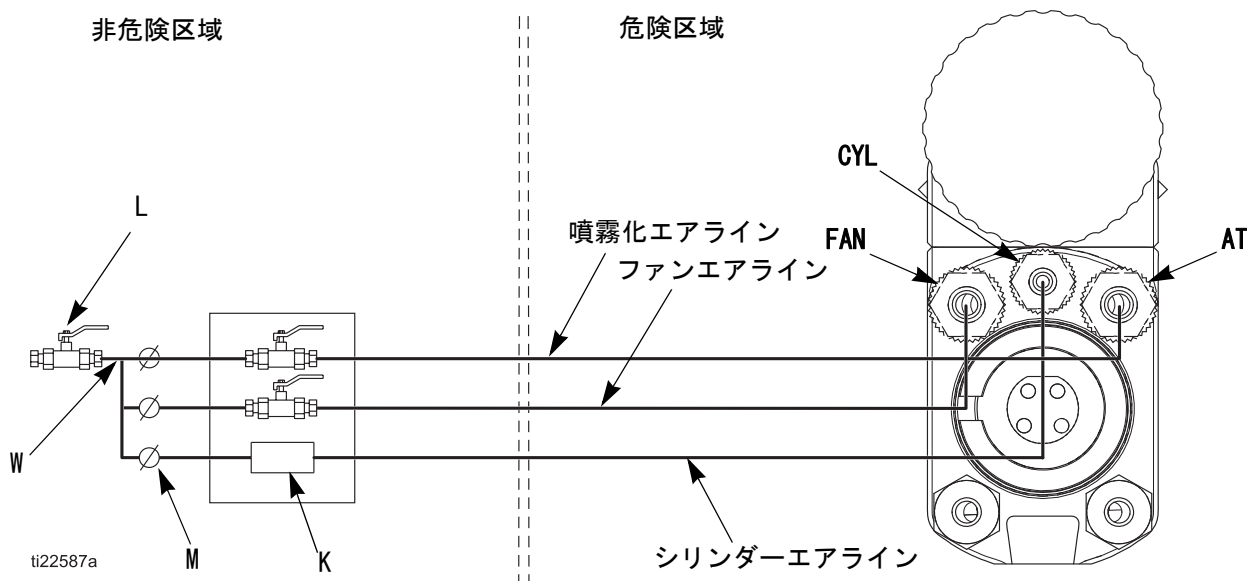 非危険区域
危険区域
CYL
L
噴霧化エアライン
FAN
AT
ファンエアライン
W
ti22587a
M
K
シリンダーエアライン